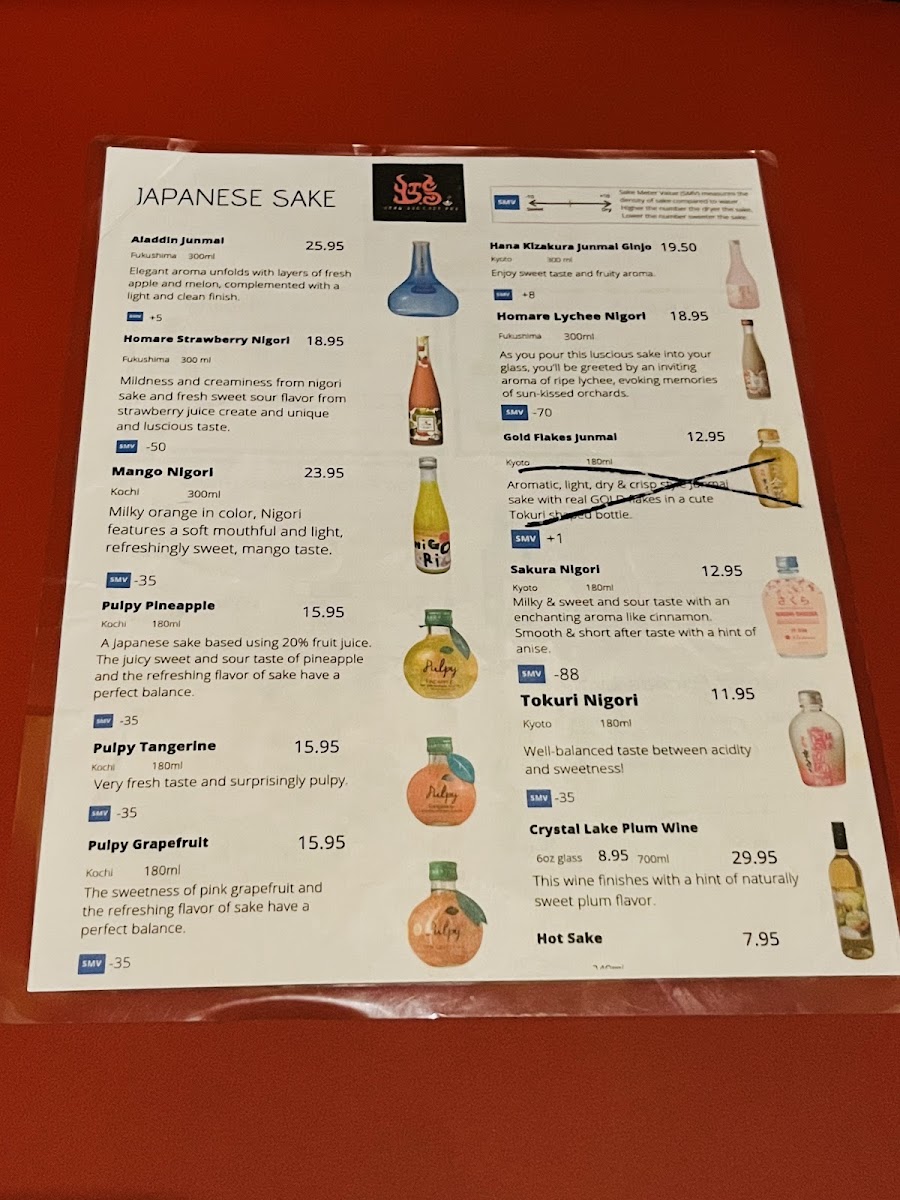 JAPANESE SAKE
SMV
Sake Meter Value (SMV) measures the
density of sake compared to water
Higher the number the dryer the sake,
Lower the number sweeter the sake.
Aladdin Junmai 25.95
Fukushima 300ml
Elegant aroma unfolds with layers of fresh
apple and melon, complemented with a
light and clean finish.
SMV +5
Homare Strawberry Nigori 18.95
Fukushima 300 ml
Mildness and creaminess from nigori
sake and fresh sweet sour flavor from
strawberry juice create and unique
and luscious taste.
SMV -50
Mango Nigori 23.95
Kochi 300ml
Milky orange in color, Nigori
features a soft mouthful and light,
refreshingly sweet, mango taste.
SMV -35
Pulpy Pineapple 15.95
Kochi 180ml
A Japanese sake based using 20% fruit juice.
The juicy sweet and sour taste of pineapple
and the refreshing flavor of sake have a
perfect balance.
SMV -35
Pulpy Tangerine 15.95
Kochi 180ml
Very fresh taste and surprisingly pulpy.
SMV -35
Pulpy Grapefruit 15.95
Kochi 180ml
The sweetness of pink grapefruit and
the refreshing flavor of sake have a
perfect balance.
SMV -35
NiGO
Ri
Pulpy
Pulpy
Pulpy
Hana Kizakura Junmai Ginjo 19.50
Kyoto 300 ml
Enjoy sweet taste and fruity aroma.
SMV +8
Homare Lychee Nigori 18.95
Fukushima 300ml
As you pour this luscious sake into your
glass, you'll be greeted by an inviting
aroma of ripe lychee, evoking memories
of sun-kissed orchards.
SMV -70
Gold Flakes Junmai 12.95
Kyoto 180ml
Aromatic, light, dry & crisp style Junmai
sake with real GOLD flakes in a cute
Tokuri shaped bottle.
SMV +1
Sakura Nigori 12.95
Kyoto 180ml
Milky & sweet and sour taste with an
enchanting aroma like cinnamon.
Smooth & short after taste with a hint of
anise.
SMV -88
さくら
Tokuri Nigori 11.95
Kyoto 180ml
Well-balanced taste between acidity
and sweetness!
SMV -35
Crystal Lake Plum Wine
6oz glass 8.95 700ml 29.95
This wine finishes with a hint of naturally
sweet plum flavor.
Hot Sake 7.95